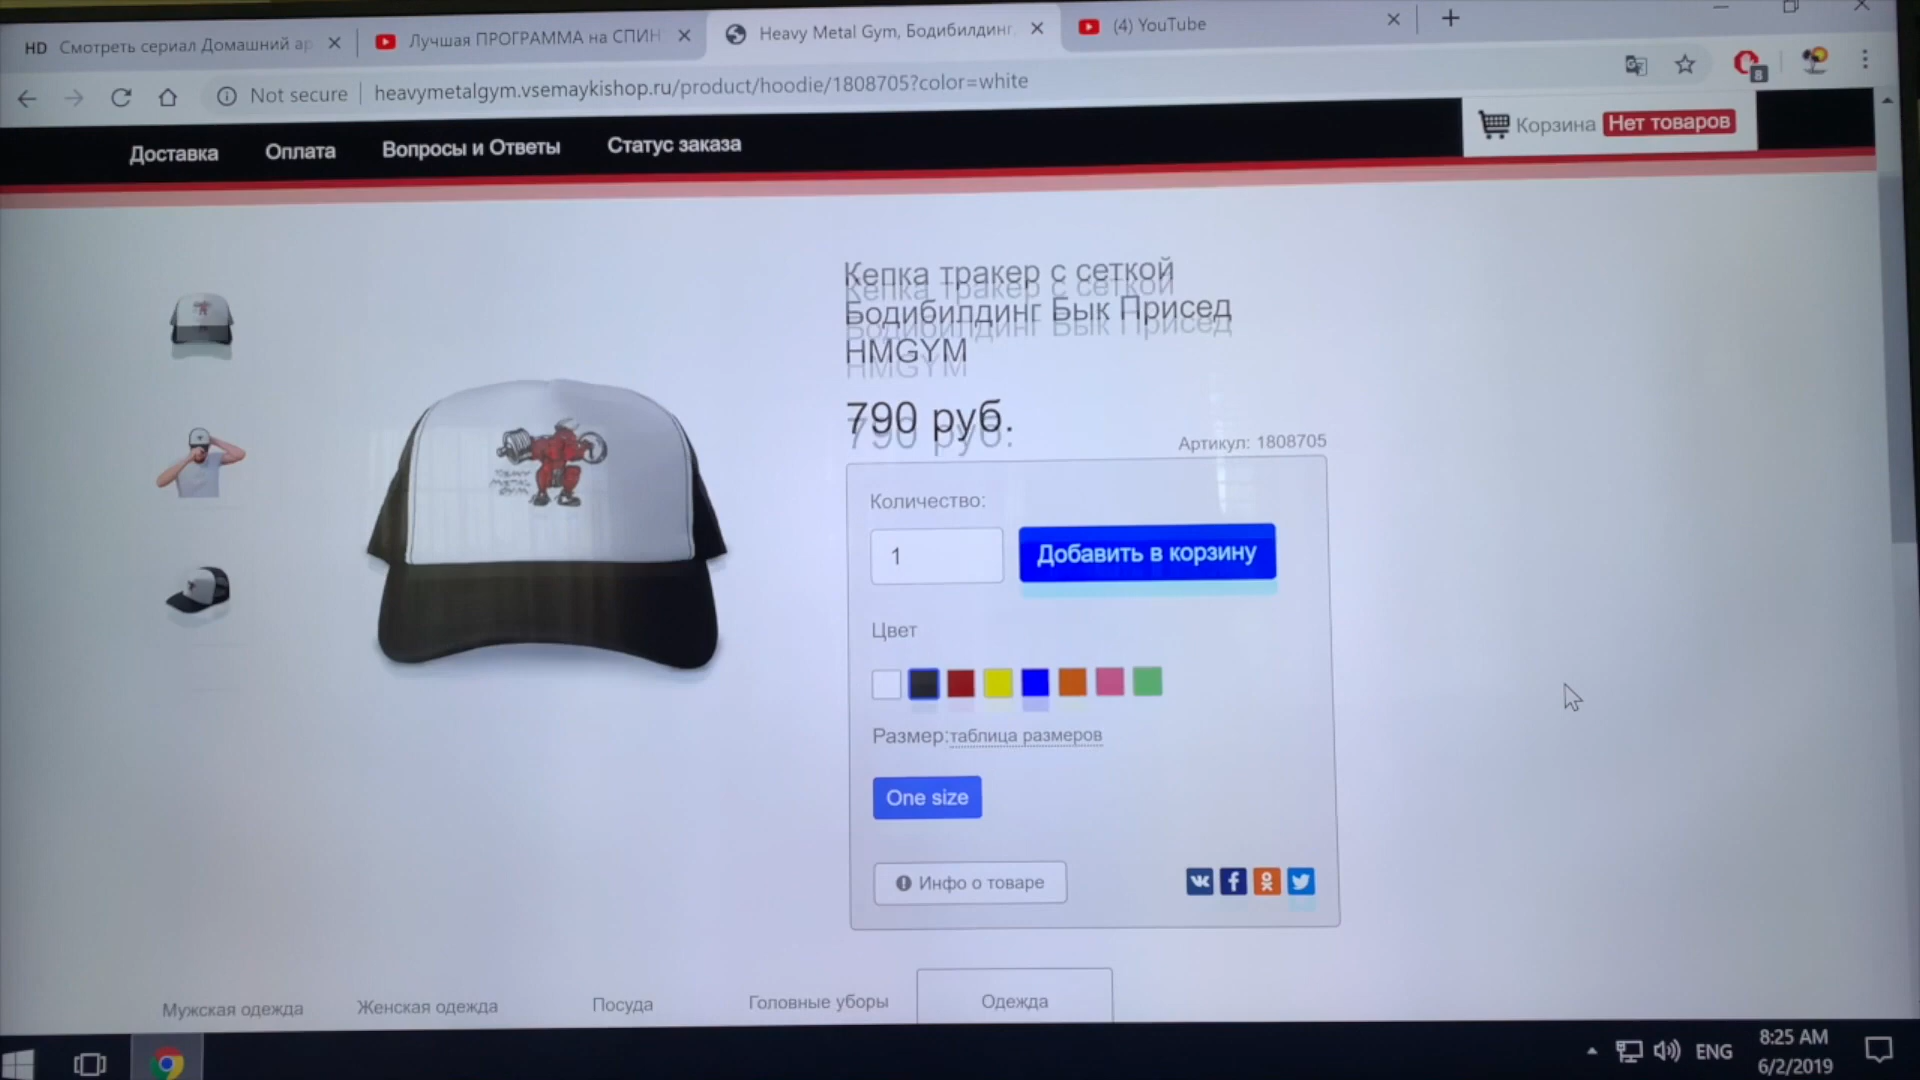 HD Смотреть сериал Домашний ар
Лучшая ПРОГРАММА на СПИН
Heavy Metal Gym, Бодибилдинг
(4) YouTube
Not secure
heavymetalgym.vsemaykishop.ru/product/hoodie/1808705?color=white
8
Доставка
Оплата
Вопросы и Ответы
Статус заказа
Корзина Нет товаров
Кепка тракер с сеткой
Бодибилдинг Бык Присед
HMGYM
790 руб.
Артикул: 1808705
Количество:
1
Добавить в корзину
Цвет
Размер:таблица размеров
One size
Инфо о товаре
Мужская одежда
Женская одежда
Посуда
Головные уборы
Одежда
ENG
8:25 AM
6/2/2019